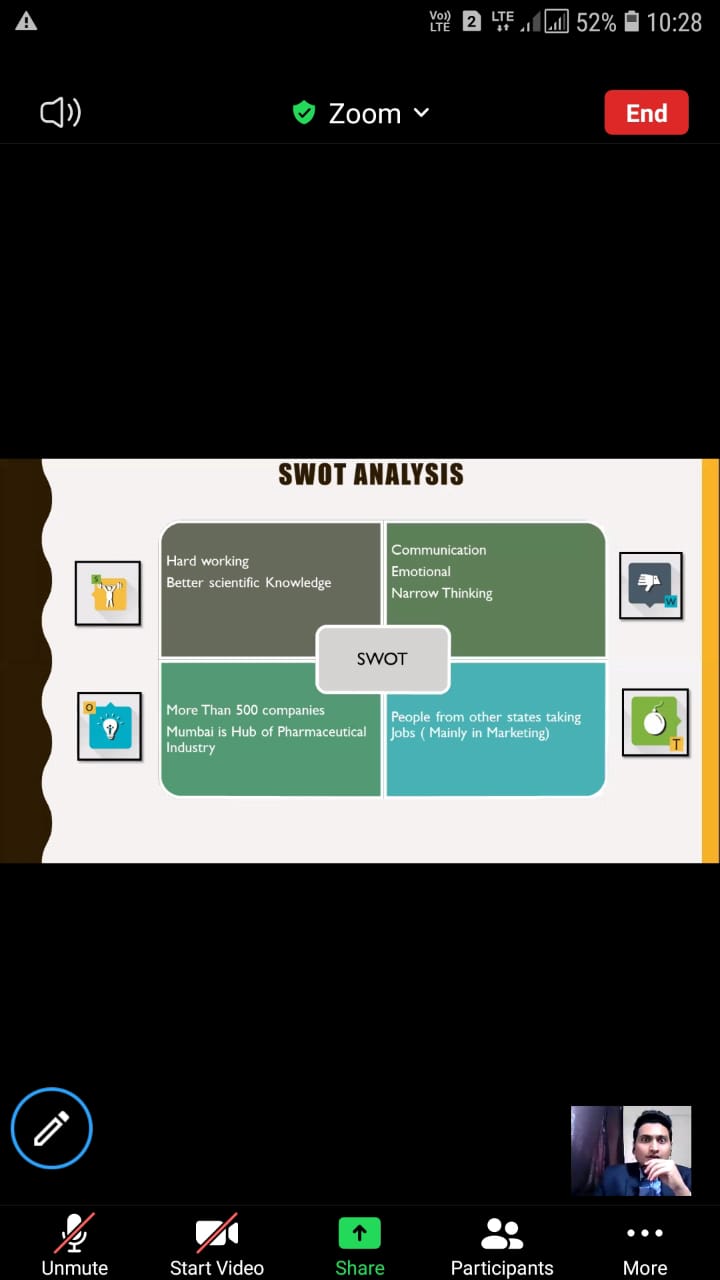 Vo)) LTE 2 LTE 52% 10:28
Zoom
End
SWOT ANALYSIS
Hard working
Better scientific Knowledge
Communication
Emotional
Narrow Thinking
S
W
SWOT
O
More Than 500 companies
Mumbai is Hub of Pharmaceutical
Industry
People from other states taking
Jobs ( Mainly in Marketing)
T
Unmute
Start Video
Share
Participants
More